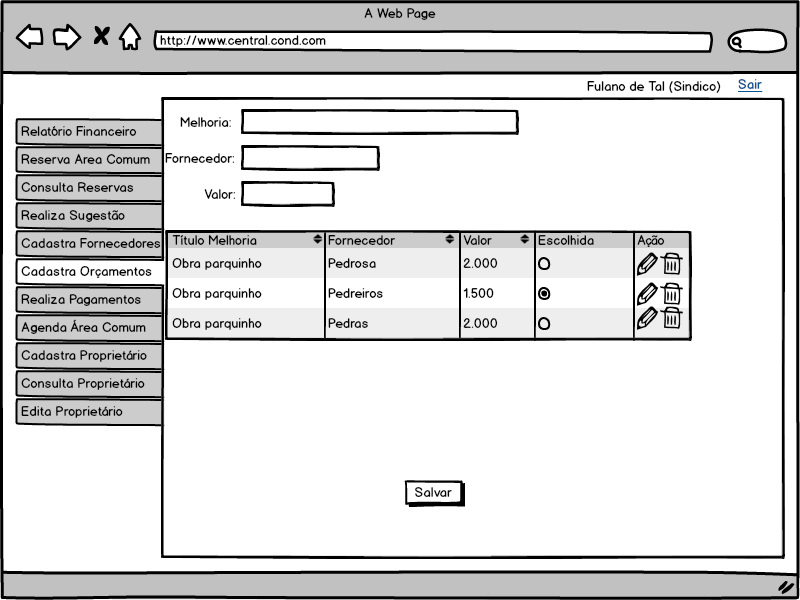 A Web Page
http://www.central.cond.com
Fulano de Tal (Sindico) Sair
Relatório Financeiro
Reserva Area Comum
Consulta Reservas
Realiza Sugestão
Cadastra Fornecedores
Cadastra Orçamentos
Realiza Pagamentos
Agenda Área Comum
Cadastra Proprietário
Consulta Proprietário
Edita Proprietário
Melhoria:
Fornecedor:
Valor:
Título Melhoria Fornecedor Valor Escolhida Ação
Obra parquinho Pedrosa 2.000
Obra parquinho Pedreiros 1.500
Obra parquinho Pedras 2.000
Salvar